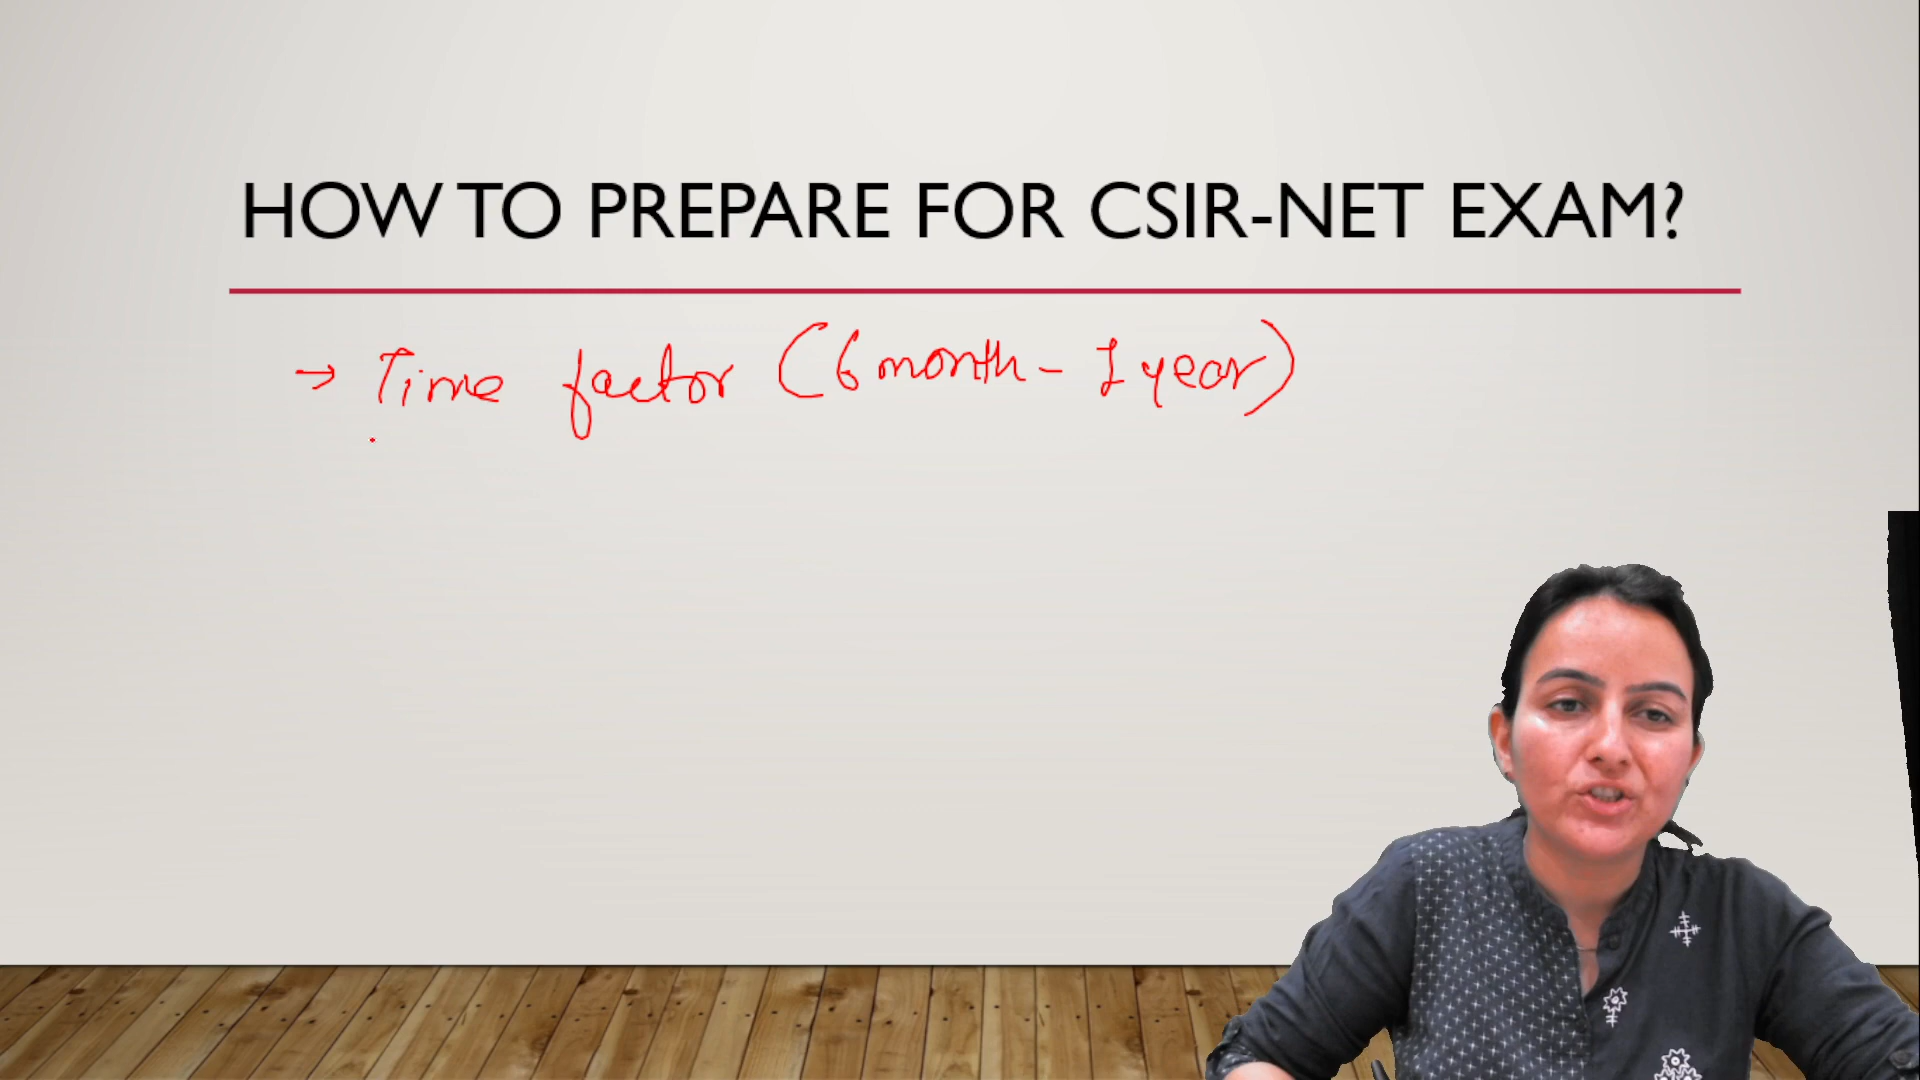 HOW TO PREPARE FOR CSIR-NET EXAM?
→ Time factor (6 month - 1 year)